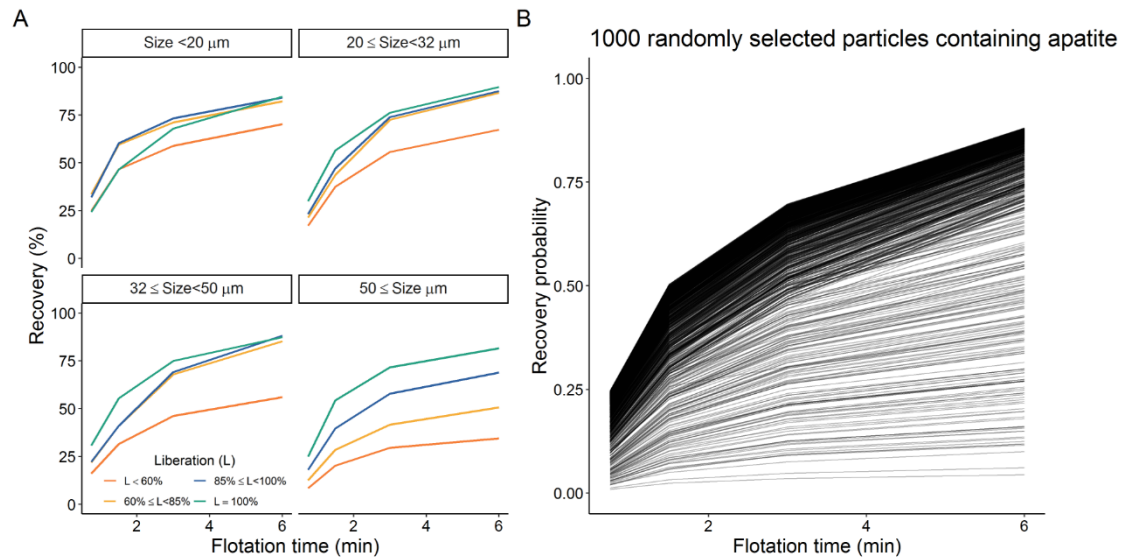 A
Size <20 μm
20 ≤ Size<32 μm
100
75
50
25
0
32 ≤ Size<50 μm
50 ≤ Size μm
100
75
50
25
0
Recovery (%)
Liberation (L)
L < 60%
85% ≤ L<100%
60% ≤ L<85%
L = 100%
2
4
6
2
4
6
Flotation time (min)
B
1000 randomly selected particles containing apatite
1.00
0.75
0.50
0.25
0.00
Recovery probability
2
4
6
Flotation time (min)